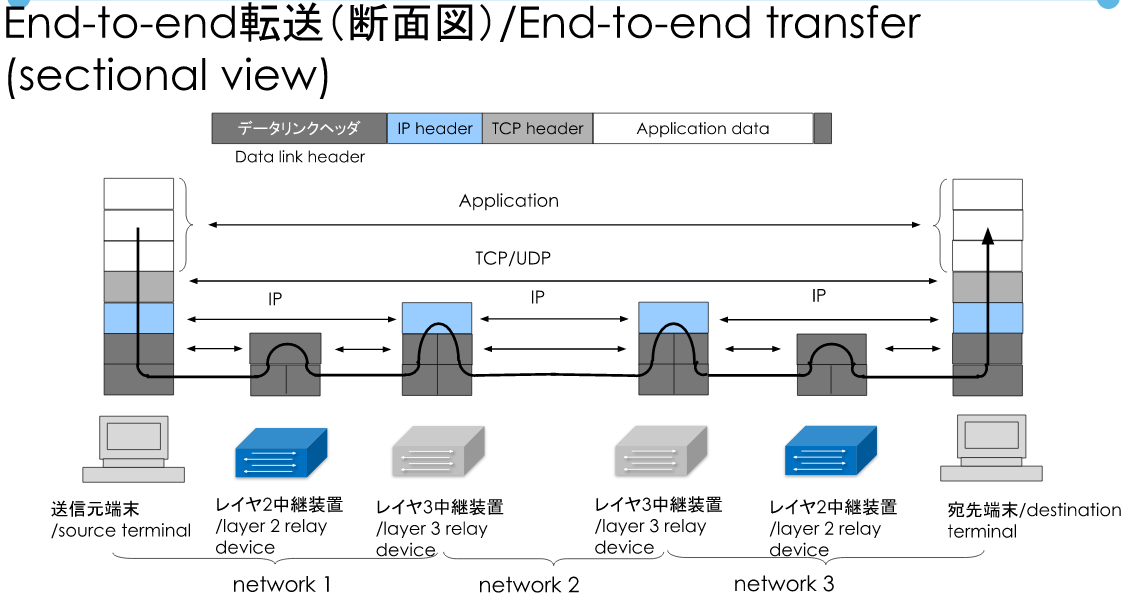 End-to-end転送（断面図）/End-to-end transfer
(sectional view)
データリンクヘッダ
IP header
TCP header
Application data
Data link header
Application
TCP/UDP
IP
IP
IP
送信元端末
/source terminal
レイヤ2中継装置
/layer 2 relay
device
レイヤ3中継装置
/layer 3 relay
device
レイヤ3中継装置
/layer 3 relay
device
レイヤ2中継装置
/layer 2 relay
device
宛先端末/destination
terminal
network 1
network 2
network 3